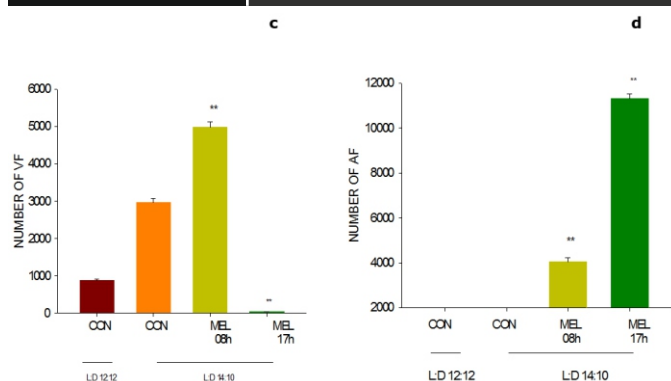 c
6000
5000
4000
3000
2000
1000
0
NUMBER OF VF
**
**
CON
CON
MEL
08h
MEL
17h
L:D 12:12
L:D 14:10
d
12000
10000
8000
6000
4000
2000
NUMBER OF AF
**
**
CON
CON
MEL
08h
MEL
17h
L:D 12:12
L:D 14:10